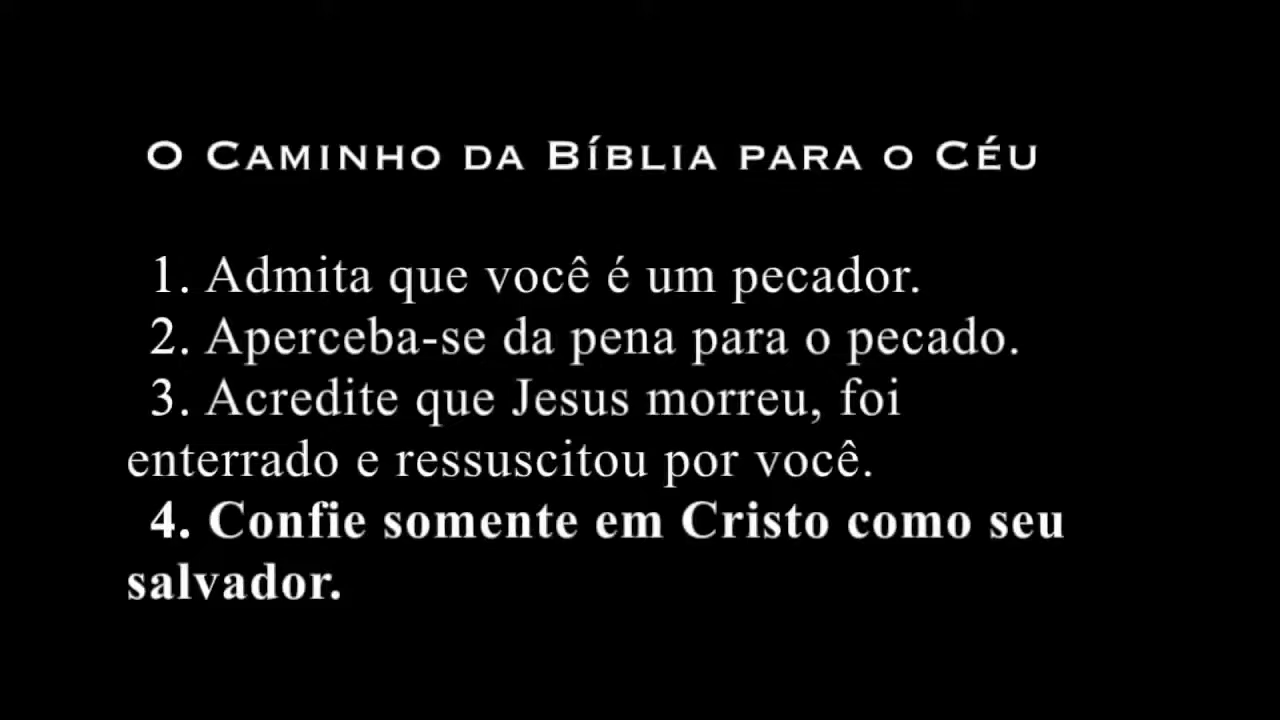 O Caminho da Bíblia para o Céu
1. Admita que você é um pecador.
2. Aperceba-se da pena para o pecado.
3. Acredite que Jesus morreu, foi
enterrado e ressuscitou por você.
4. Confie somente em Cristo como seu
salvador.